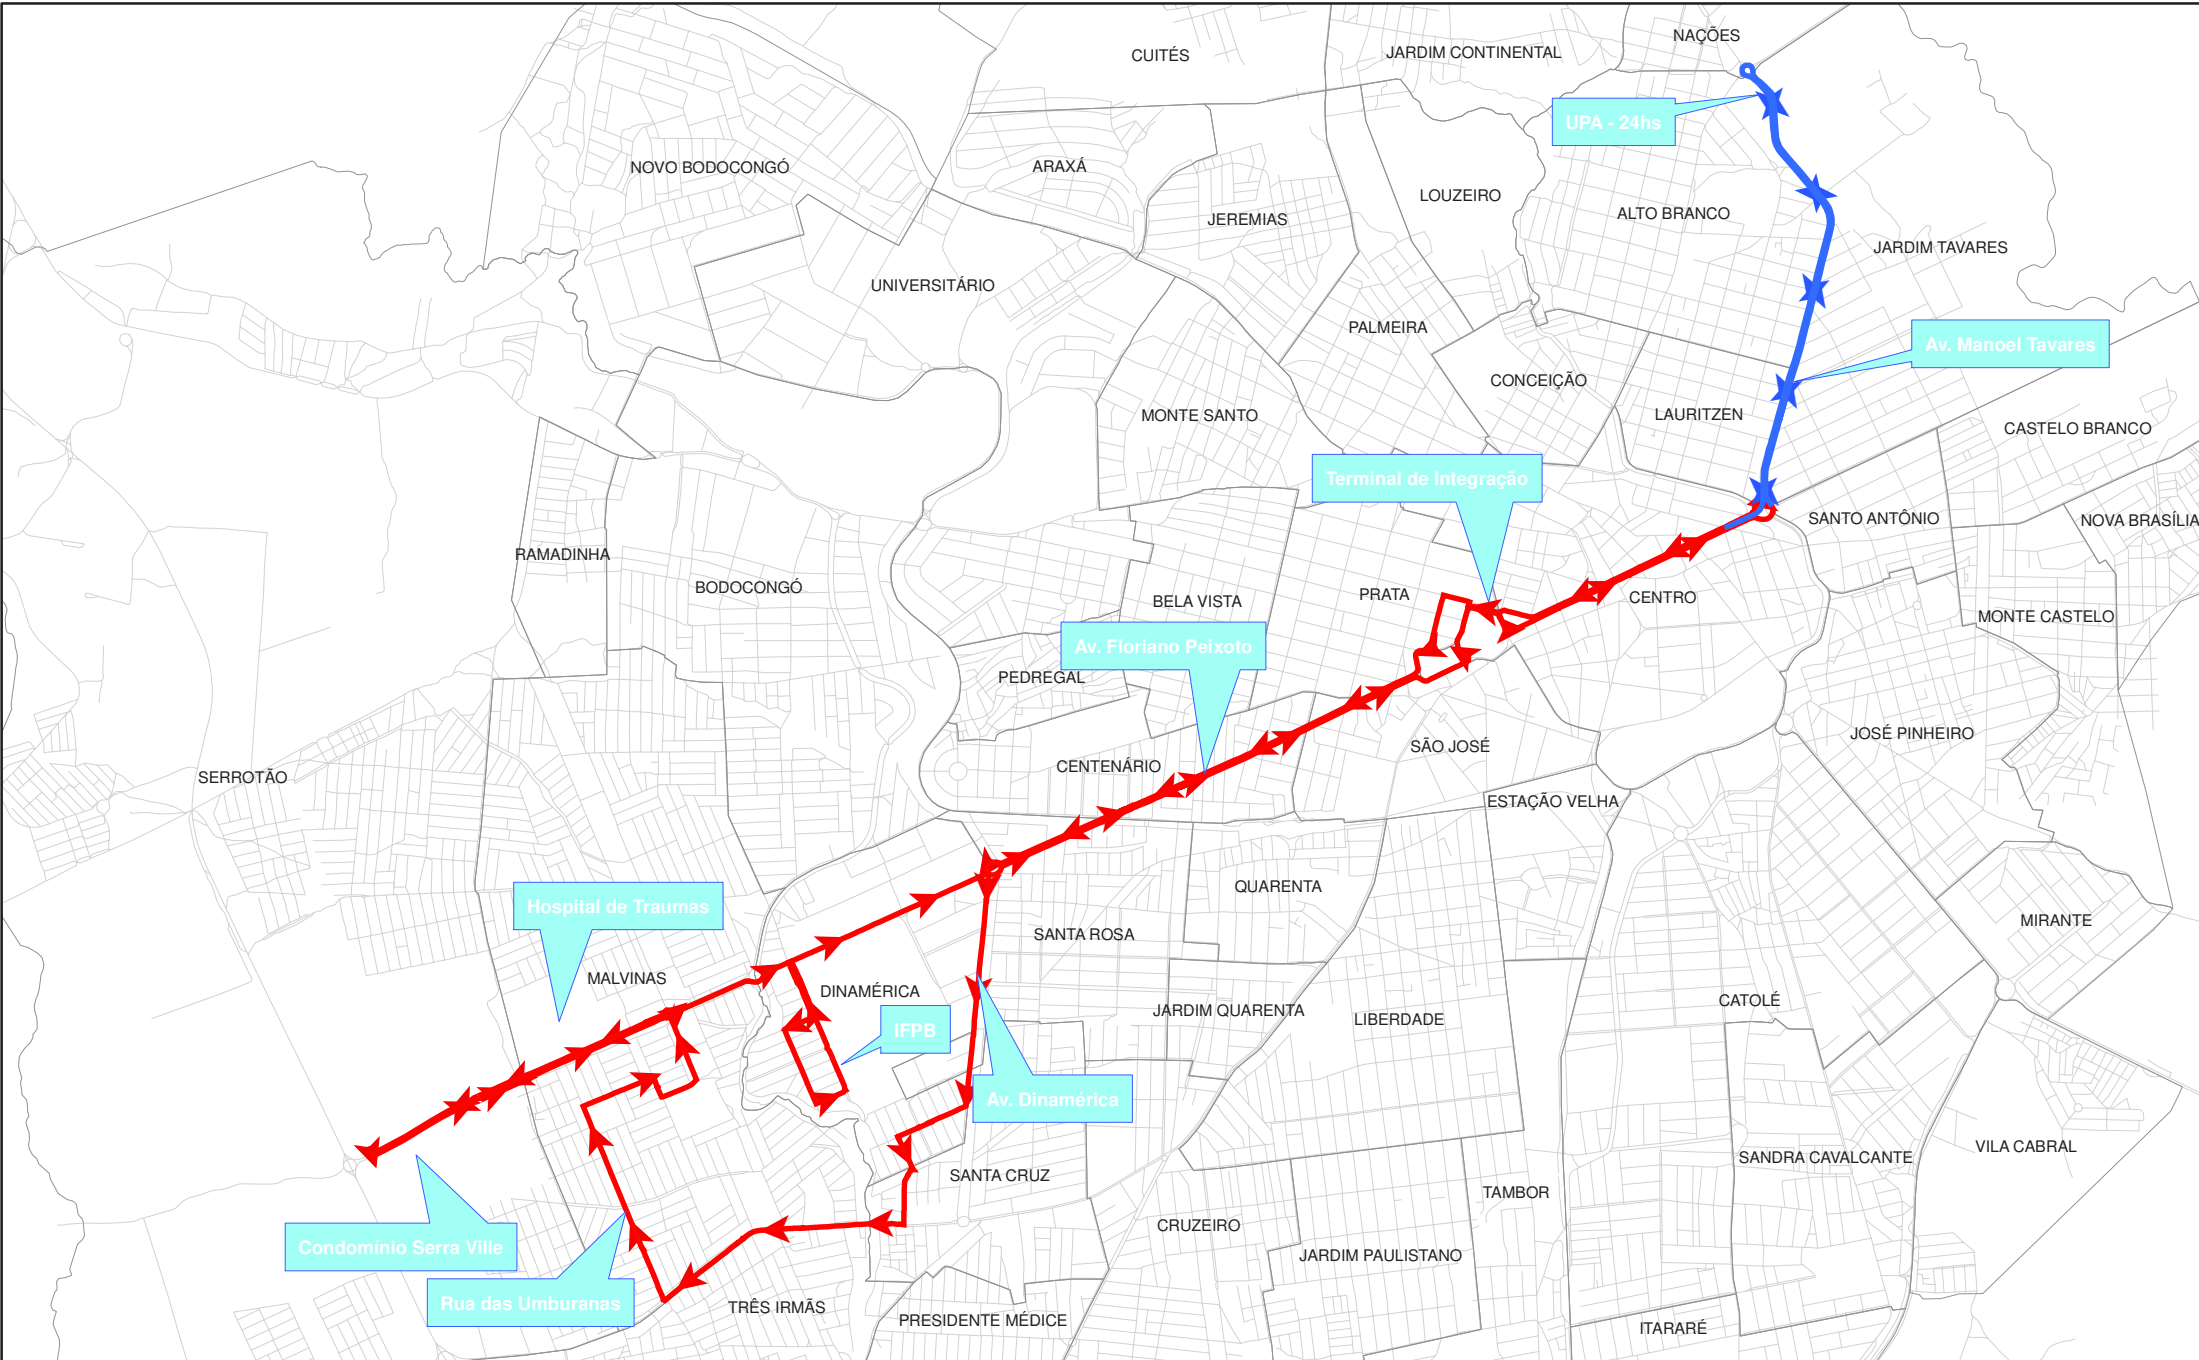 NAÇÕES
CUITÉS
JARDIM CONTINENTAL
UPA - 24hs
NOVO BODOCONGÓ
ARAXÁ
LOUZEIRO
JEREMIAS
ALTO BRANCO
JARDIM TAVARES
UNIVERSITÁRIO
PALMEIRA
Av. Manoel Tavares
CONCEIÇÃO
MONTE SANTO
LAURITZEN
CASTELO BRANCO
Terminal de Integração
SANTO ANTÔNIO
NOVA BRASÍLIA
RAMADINHA
BODOCONGÓ
BELA VISTA
PRATA
CENTRO
MONTE CASTELO
Av. Floriano Peixoto
PEDREGAL
JOSÉ PINHEIRO
SÃO JOSÉ
CENTENÁRIO
SERROTÃO
ESTAÇÃO VELHA
QUARENTA
Hospital de Traumas
MIRANTE
SANTA ROSA
MALVINAS
DINAMÉRICA
CATOLÉ
JARDIM QUARENTA
LIBERDADE
IFPB
Av. Dinamérica
VILA CABRAL
SANDRA CAVALCANTE
SANTA CRUZ
TAMBOR
CRUZEIRO
Condomínio Serra Ville
JARDIM PAULISTANO
Rua das Umburanas
TRÊS IRMÃS
PRESIDENTE MÉDICE
ITARARÉ